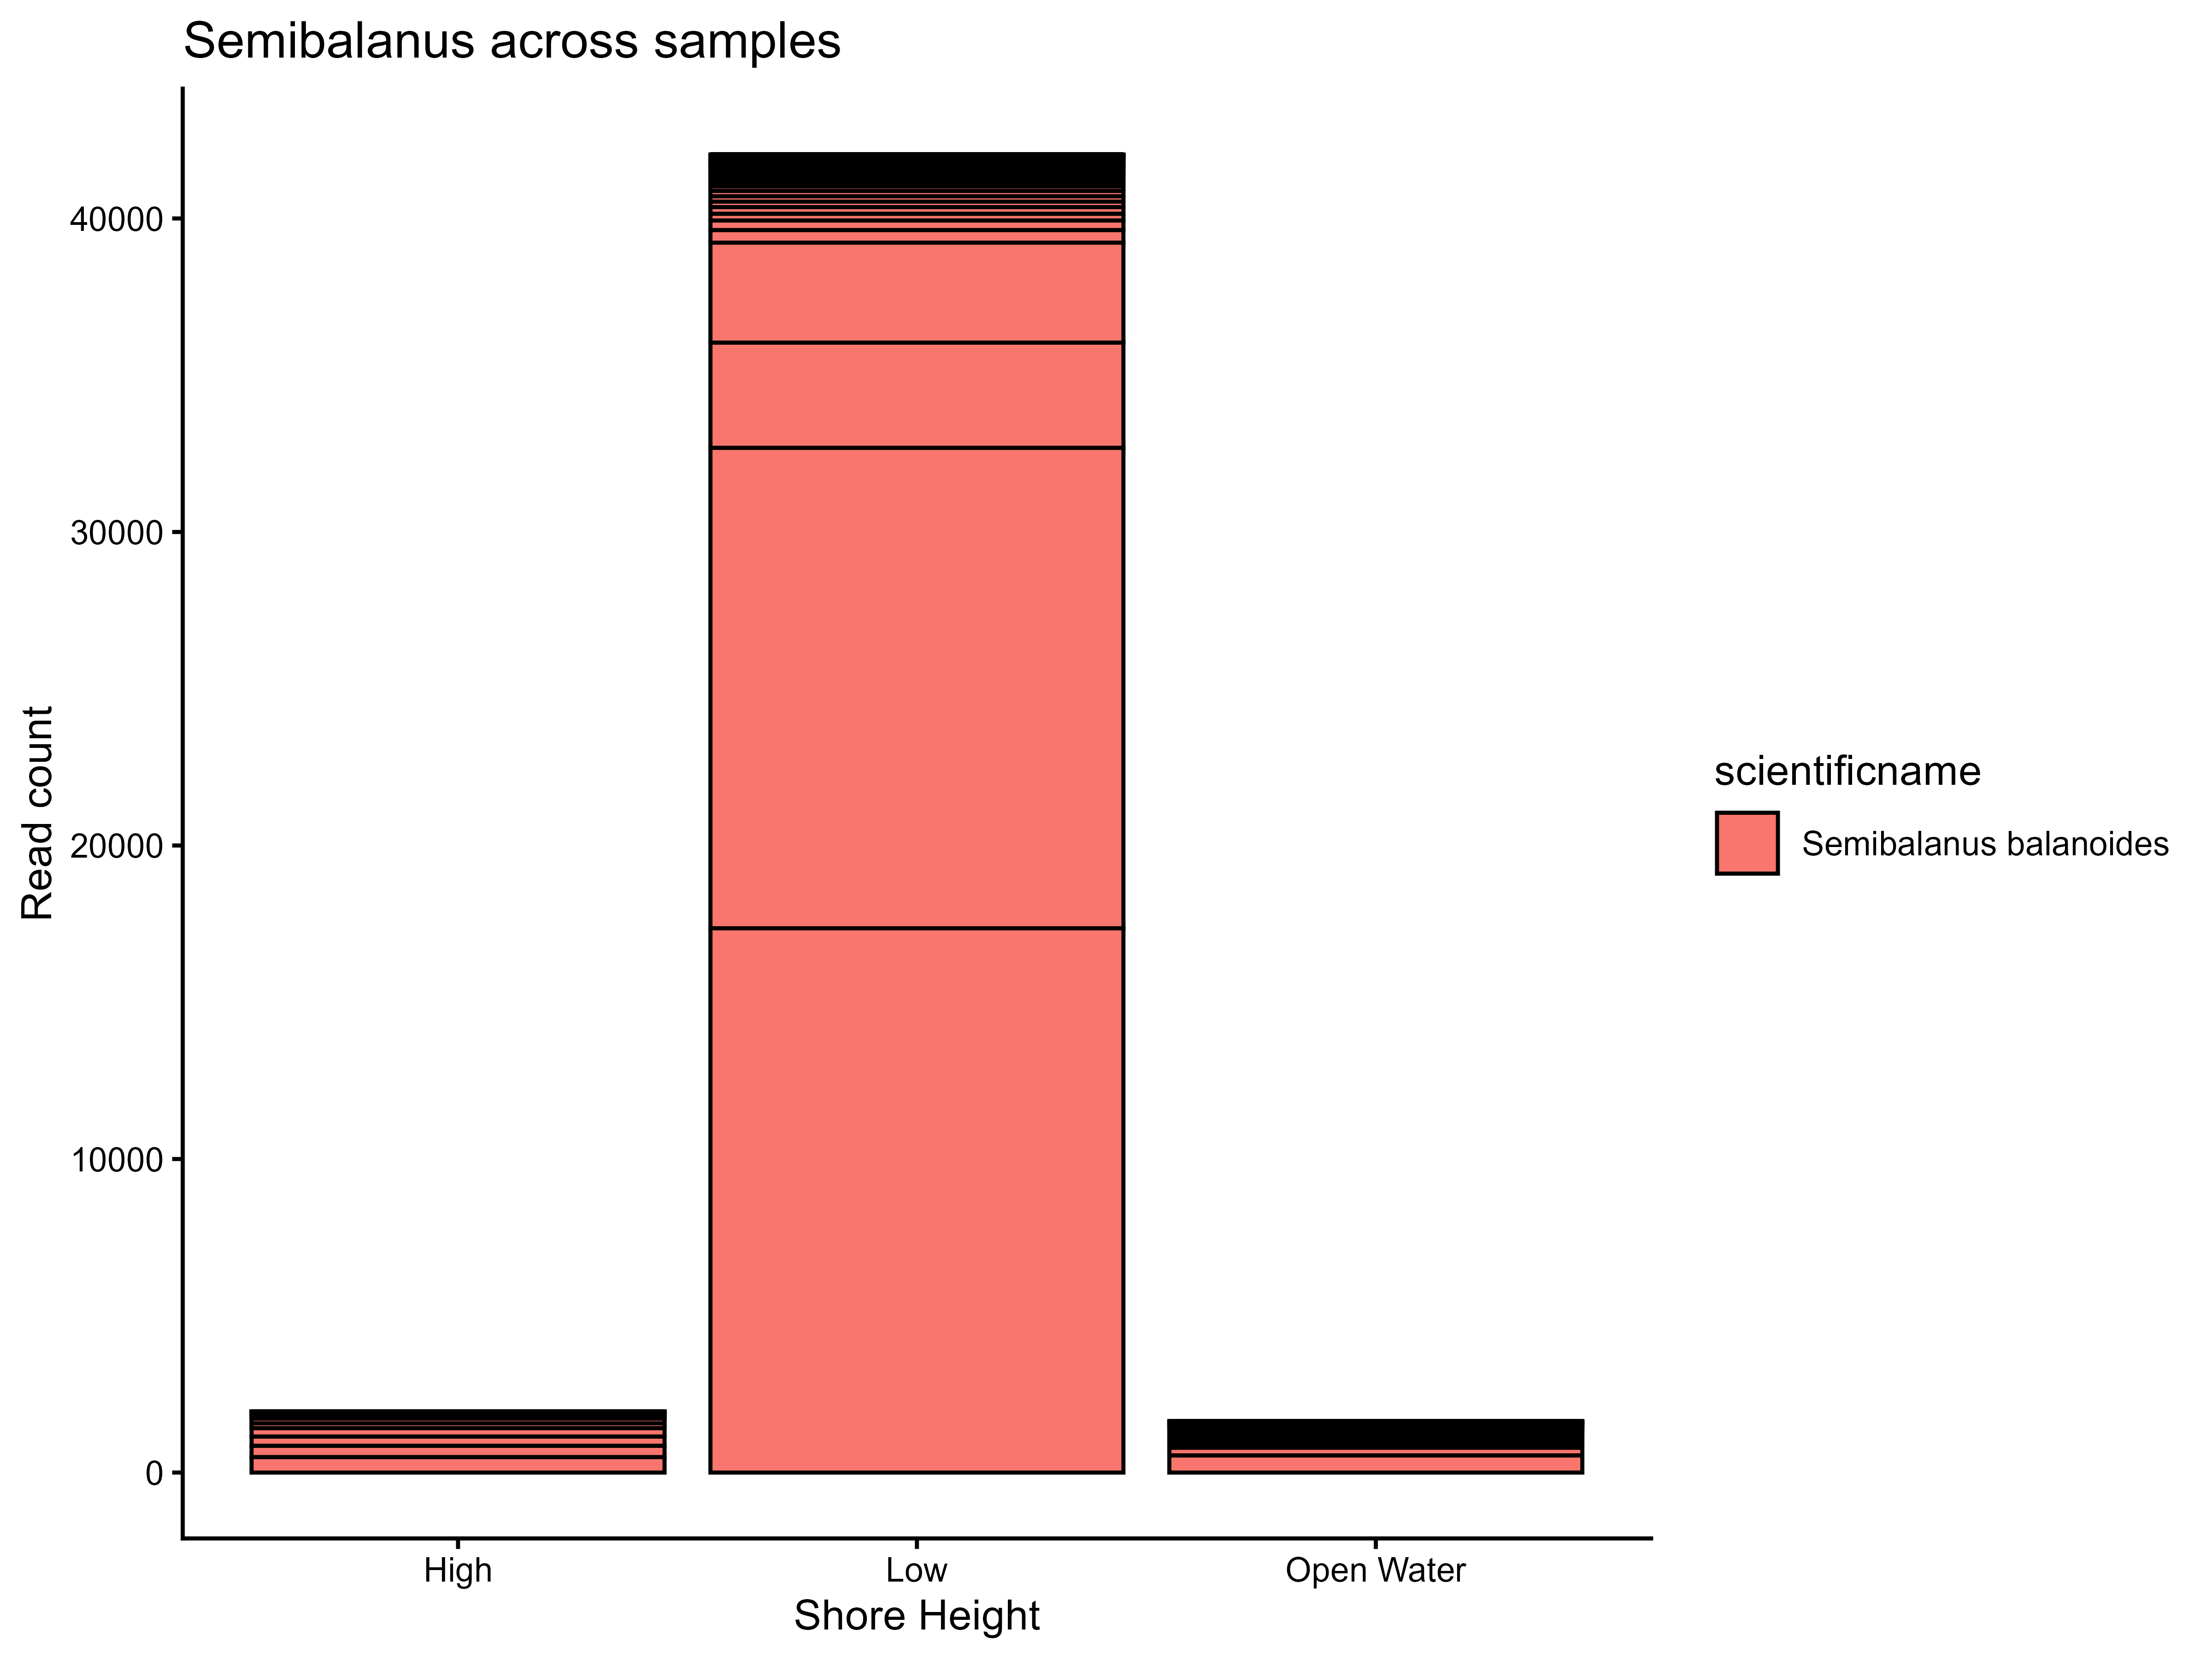 Semibalanus across samples
Read count
40000
30000
20000
10000
0
High
Low
Open Water
Shore Height
scientificname
Semibalanus balanoides